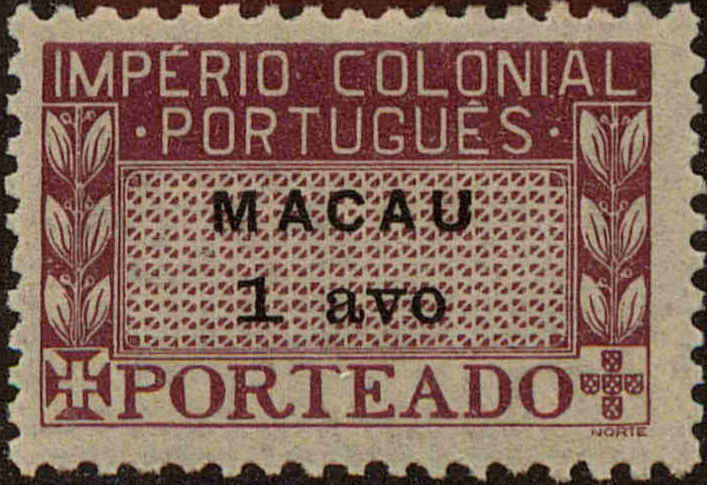 IMPÉRIO COLONIAL
· PORTUGUÊS ·
MACAU
1 avo
PORTEADO
NORTE